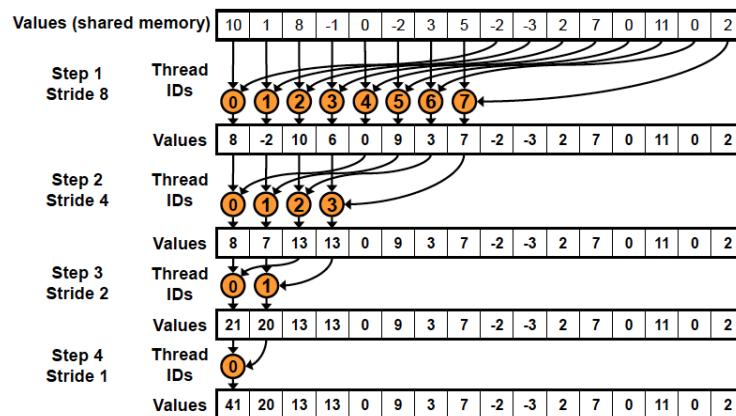 Values (shared memory) 10 1 8 -1 0 -2 3 5 -2 -3 2 7 0 11 0 2
Step 1 Thread
Stride 8 IDs 0 1 2 3 4 5 6 7
Values 8 -2 10 6 0 9 3 7 -2 -3 2 7 0 11 0 2
Step 2 Thread
Stride 4 IDs 0 1 2 3
Values 8 7 13 13 0 9 3 7 -2 -3 2 7 0 11 0 2
Step 3 Thread
Stride 2 IDs 0 1
Values 21 20 13 13 0 9 3 7 -2 -3 2 7 0 11 0 2
Step 4 Thread
Stride 1 IDs 0
Values 41 20 13 13 0 9 3 7 -2 -3 2 7 0 11 0 2